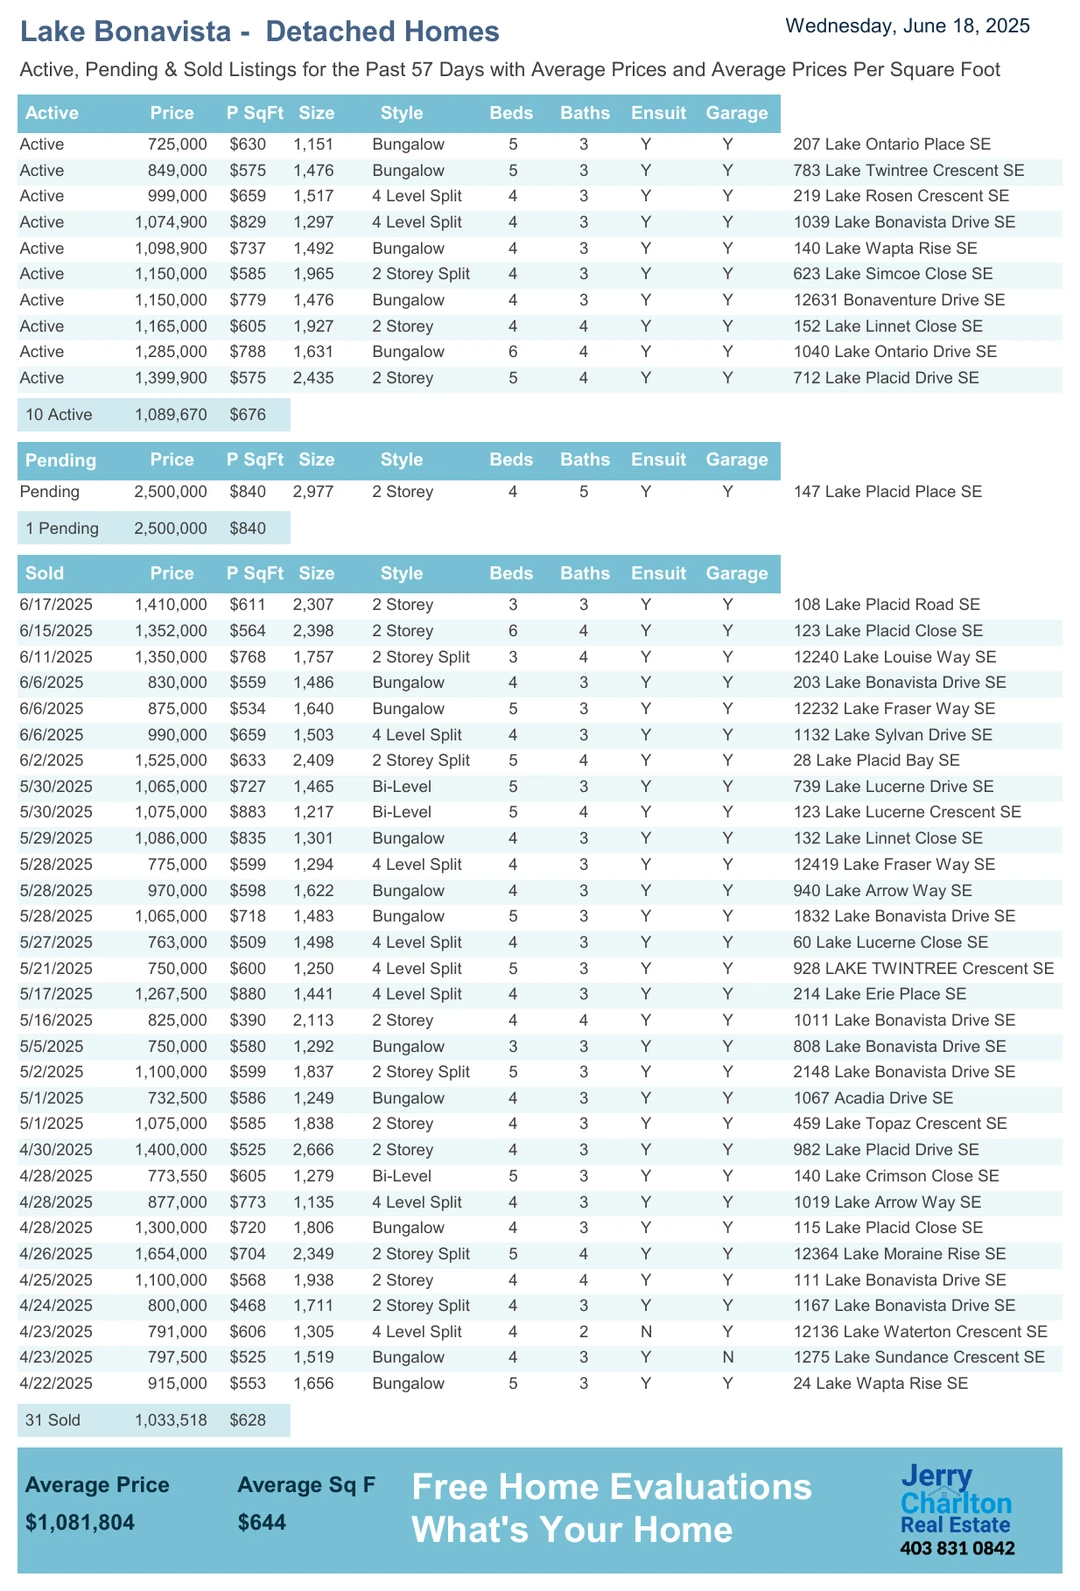 Lake Bonavista -  Detached Homes
Wednesday, June 18, 2025
Active, Pending & Sold Listings for the Past 57 Days with Average Prices and Average Prices Per Square Foot
Active Price P SqFt Size Style Beds Baths Ensuit Garage
Active 725,000 $630 1,151 Bungalow 5 3 Y Y 207 Lake Ontario Place SE
Active 849,000 $575 1,476 Bungalow 5 3 Y Y 783 Lake Twintree Crescent SE
Active 999,000 $659 1,517 4 Level Split 4 3 Y Y 219 Lake Rosen Crescent SE
Active 1,074,900 $829 1,297 4 Level Split 4 3 Y Y 1039 Lake Bonavista Drive SE
Active 1,098,900 $737 1,492 Bungalow 4 3 Y Y 140 Lake Wapta Rise SE
Active 1,150,000 $585 1,965 2 Storey Split 4 3 Y Y 623 Lake Simcoe Close SE
Active 1,150,000 $779 1,476 Bungalow 4 3 Y Y 12631 Bonaventure Drive SE
Active 1,165,000 $605 1,927 2 Storey 4 4 Y Y 152 Lake Linnet Close SE
Active 1,285,000 $788 1,631 Bungalow 6 4 Y Y 1040 Lake Ontario Drive SE
Active 1,399,900 $575 2,435 2 Storey 5 4 Y Y 712 Lake Placid Drive SE
10 Active 1,089,670 $676
Pending Price P SqFt Size Style Beds Baths Ensuit Garage
Pending 2,500,000 $840 2,977 2 Storey 4 5 Y Y 147 Lake Placid Place SE
1 Pending 2,500,000 $840
Sold Price P SqFt Size Style Beds Baths Ensuit Garage
6/17/2025 1,410,000 $611 2,307 2 Storey 3 3 Y Y 108 Lake Placid Road SE
6/15/2025 1,352,000 $564 2,398 2 Storey 6 4 Y Y 123 Lake Placid Close SE
6/11/2025 1,350,000 $768 1,757 2 Storey Split 3 4 Y Y 12240 Lake Louise Way SE
6/6/2025 830,000 $559 1,486 Bungalow 4 3 Y Y 203 Lake Bonavista Drive SE
6/6/2025 875,000 $534 1,640 Bungalow 5 3 Y Y 12232 Lake Fraser Way SE
6/6/2025 990,000 $659 1,503 4 Level Split 4 3 Y Y 1132 Lake Sylvan Drive SE
6/2/2025 1,525,000 $633 2,409 2 Storey Split 5 4 Y Y 28 Lake Placid Bay SE
5/30/2025 1,065,000 $727 1,465 Bi-Level 5 3 Y Y 739 Lake Lucerne Drive SE
5/30/2025 1,075,000 $883 1,217 Bi-Level 5 4 Y Y 123 Lake Lucerne Crescent SE
5/29/2025 1,086,000 $835 1,301 Bungalow 4 3 Y Y 132 Lake Linnet Close SE
5/28/2025 775,000 $599 1,294 4 Level Split 4 3 Y Y 12419 Lake Fraser Way SE
5/28/2025 970,000 $598 1,622 Bungalow 4 3 Y Y 940 Lake Arrow Way SE
5/28/2025 1,065,000 $718 1,483 Bungalow 5 3 Y Y 1832 Lake Bonavista Drive SE
5/27/2025 763,000 $509 1,498 4 Level Split 4 3 Y Y 60 Lake Lucerne Close SE
5/21/2025 750,000 $600 1,250 4 Level Split 5 3 Y Y 928 LAKE TWINTREE Crescent SE
5/17/2025 1,267,500 $880 1,441 4 Level Split 4 3 Y Y 214 Lake Erie Place SE
5/16/2025 825,000 $390 2,113 2 Storey 4 4 Y Y 1011 Lake Bonavista Drive SE
5/5/2025 750,000 $580 1,292 Bungalow 3 3 Y Y 808 Lake Bonavista Drive SE
5/2/2025 1,100,000 $599 1,837 2 Storey Split 5 3 Y Y 2148 Lake Bonavista Drive SE
5/1/2025 732,500 $586 1,249 Bungalow 4 3 Y Y 1067 Acadia Drive SE
5/1/2025 1,075,000 $585 1,838 2 Storey 4 3 Y Y 459 Lake Topaz Crescent SE
4/30/2025 1,400,000 $525 2,666 2 Storey 4 3 Y Y 982 Lake Placid Drive SE
4/28/2025 773,550 $605 1,279 Bi-Level 5 3 Y Y 140 Lake Crimson Close SE
4/28/2025 877,000 $773 1,135 4 Level Split 4 3 Y Y 1019 Lake Arrow Way SE
4/28/2025 1,300,000 $720 1,806 Bungalow 4 3 Y Y 115 Lake Placid Close SE
4/26/2025 1,654,000 $704 2,349 2 Storey Split 5 4 Y Y 12364 Lake Moraine Rise SE
4/25/2025 1,100,000 $568 1,938 2 Storey 4 4 Y Y 111 Lake Bonavista Drive SE
4/24/2025 800,000 $468 1,711 2 Storey Split 4 3 Y Y 1167 Lake Bonavista Drive SE
4/23/2025 791,000 $606 1,305 4 Level Split 4 2 N Y 12136 Lake Waterton Crescent SE
4/23/2025 797,500 $525 1,519 Bungalow 4 3 Y N 1275 Lake Sundance Crescent SE
4/22/2025 915,000 $553 1,656 Bungalow 5 3 Y Y 24 Lake Wapta Rise SE
31 Sold 1,033,518 $628
Average Price Average Sq F
$1,081,804 $644
Free Home Evaluations
What's Your Home
Jerry
Charlton
Real Estate
403 831 0842